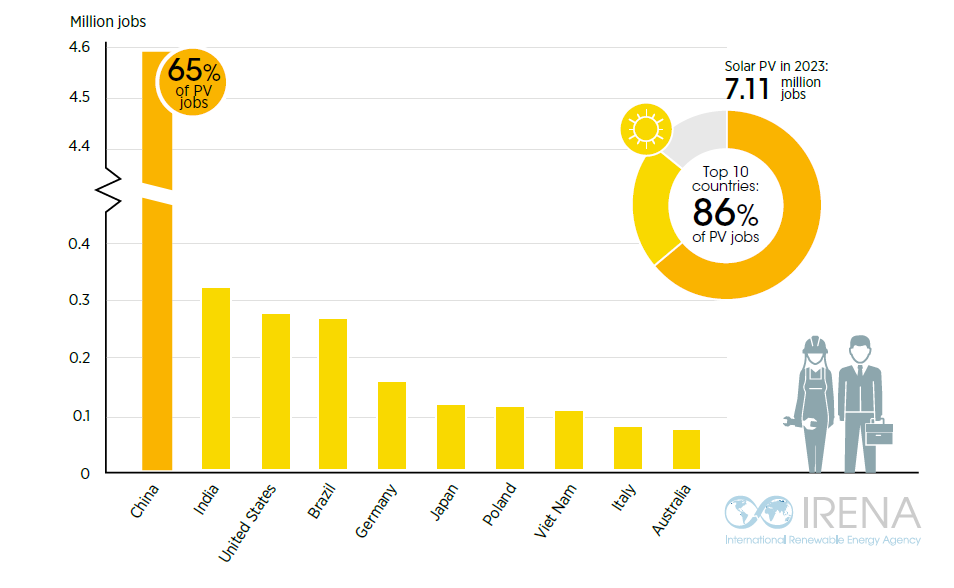 Million jobs
4.6
4.5
4.4
0.4
0.3
0.2
0.1
0
65%
of PV
jobs
Solar PV in 2023:
7.11 million
jobs
Top 10
countries:
86%
of PV jobs
China
India
United States
Brazil
Germany
Japan
Poland
Viet Nam
Italy
Australia
IRENA
International Renewable Energy Agency